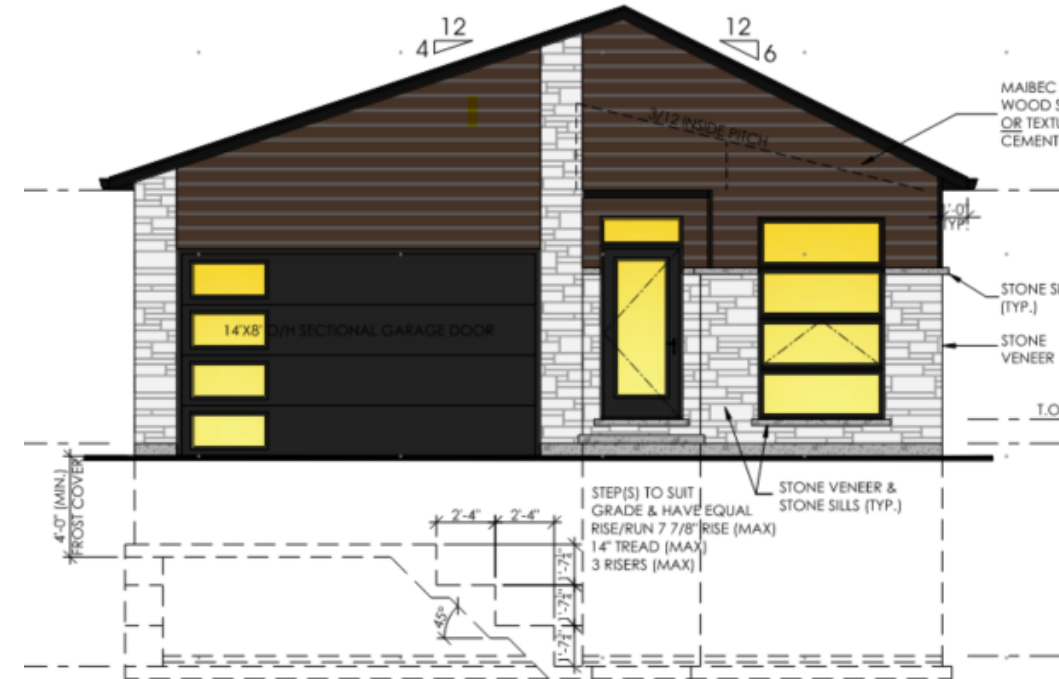 12
4
12
6
MAIBEC
WOOD S
OR TEXTU
CEMENT
3/12 INSIDE PITCH
1'-0"
TYP.
STONE SI
(TYP.)
14'X8' O/H SECTIONAL GARAGE DOOR
STONE
VENEER
T.O
4'-0" (MIN.)
FROST COVER
STEP(S) TO SUIT
GRADE & HAVE EQUAL
RISE/RUN 7 7/8" RISE (MAX)
14" TREAD (MAX)
3 RISERS (MAX)
STONE VENEER &
STONE SILLS (TYP.)
2'-4"
2'-4"
45°